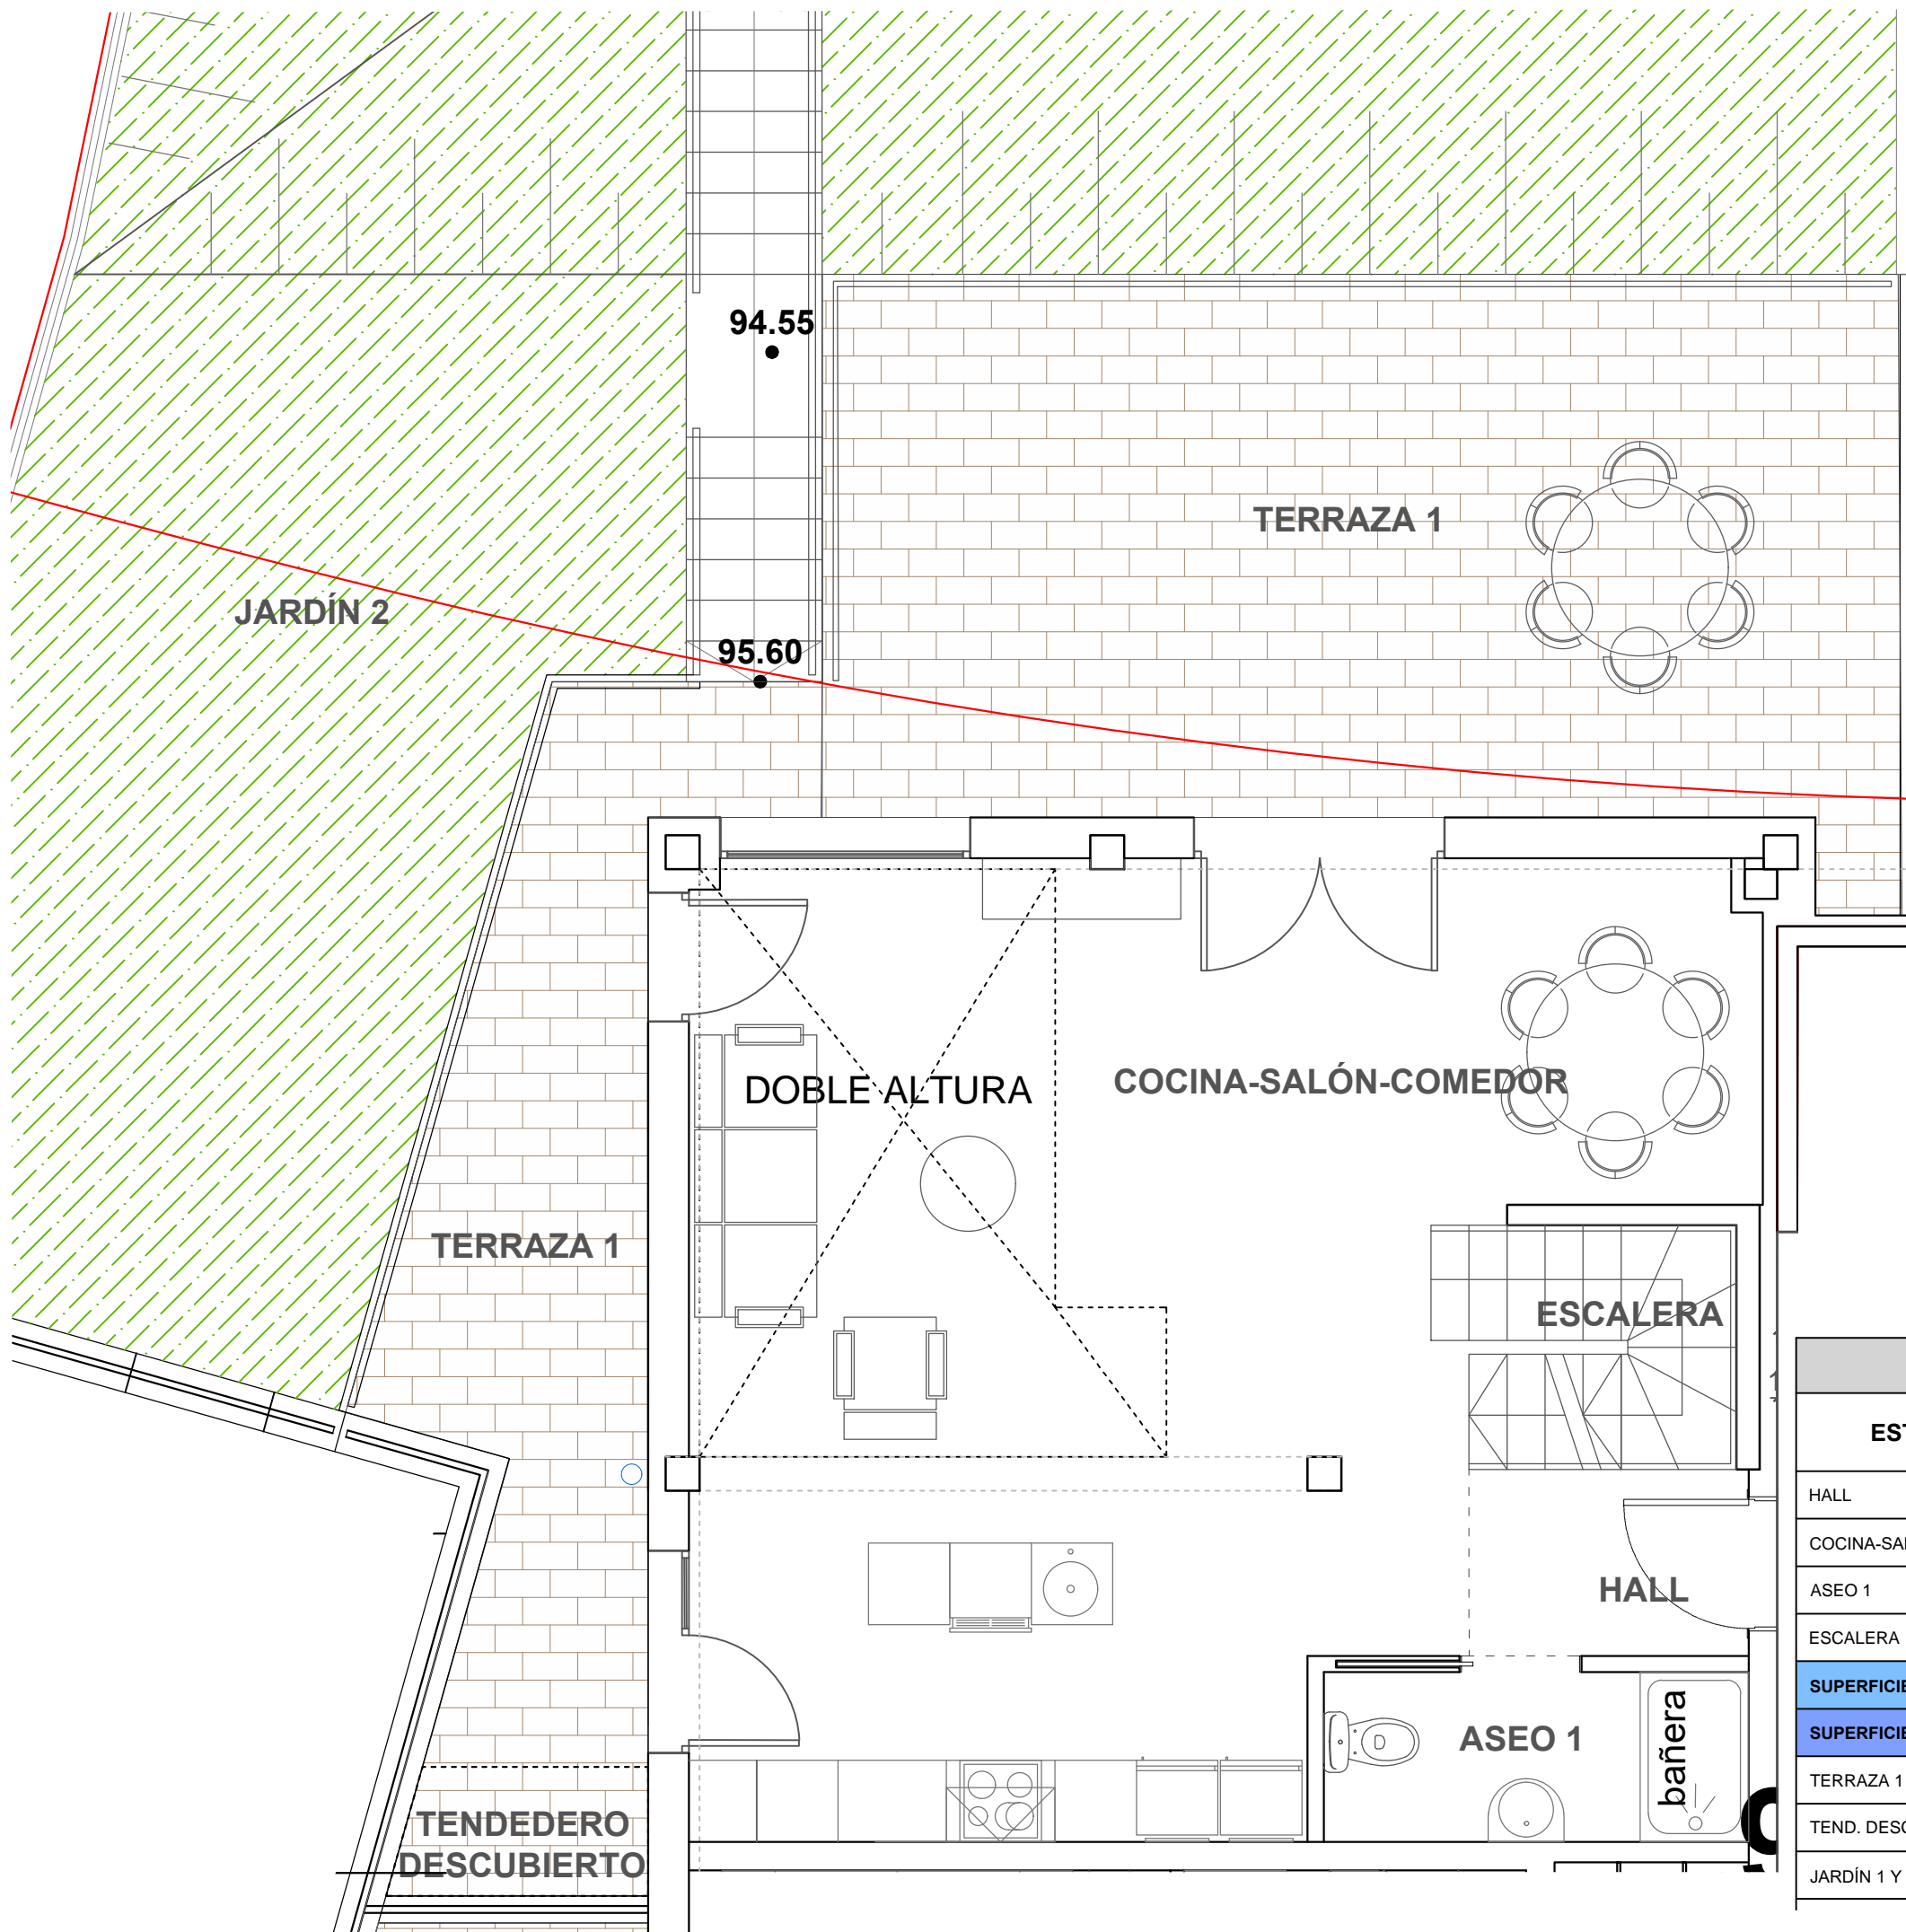 94.55
TERRAZA 1
JARDÍN 2
95.60
DOBLE ALTURA
COCINA-SALÓN-COMEDOR
TERRAZA 1
ESCALERA
HALL
ASEO 1
bañera
TENDEDERO
DESCUBIERTO
HALL
ASEO 1
ESCALERA
TERRAZA 1
JARDÍN 1 Y